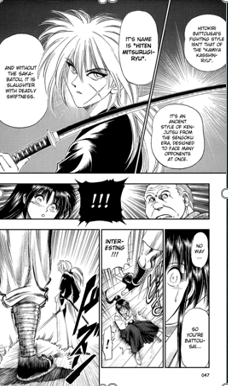 HITOKIRI
BATTOUSAI'S
FIGHTING STYLE
ISN'T THAT OF
THE "KAMIYA
KASSHIN-
RYU".
IT'S NAME
IS "HITEN
MITSURUGI-
RYU".
IT'S AN
ANCIENT
STYLE OF KEN-
JUTSU FROM
THE SENGOKU
ERA, DESIGNED
TO FACE MANY
OPPONENTS
AT ONCE.
AND WITHOUT
THE SAKA-
BATOU, IT IS
SLAUGHTER
WITH DEADLY
SWIFTNESS.
!!!
NO
WAY...
SO
YOU'RE
BATTOU-
SAI...
INTER-
ESTING
!!!
!
047